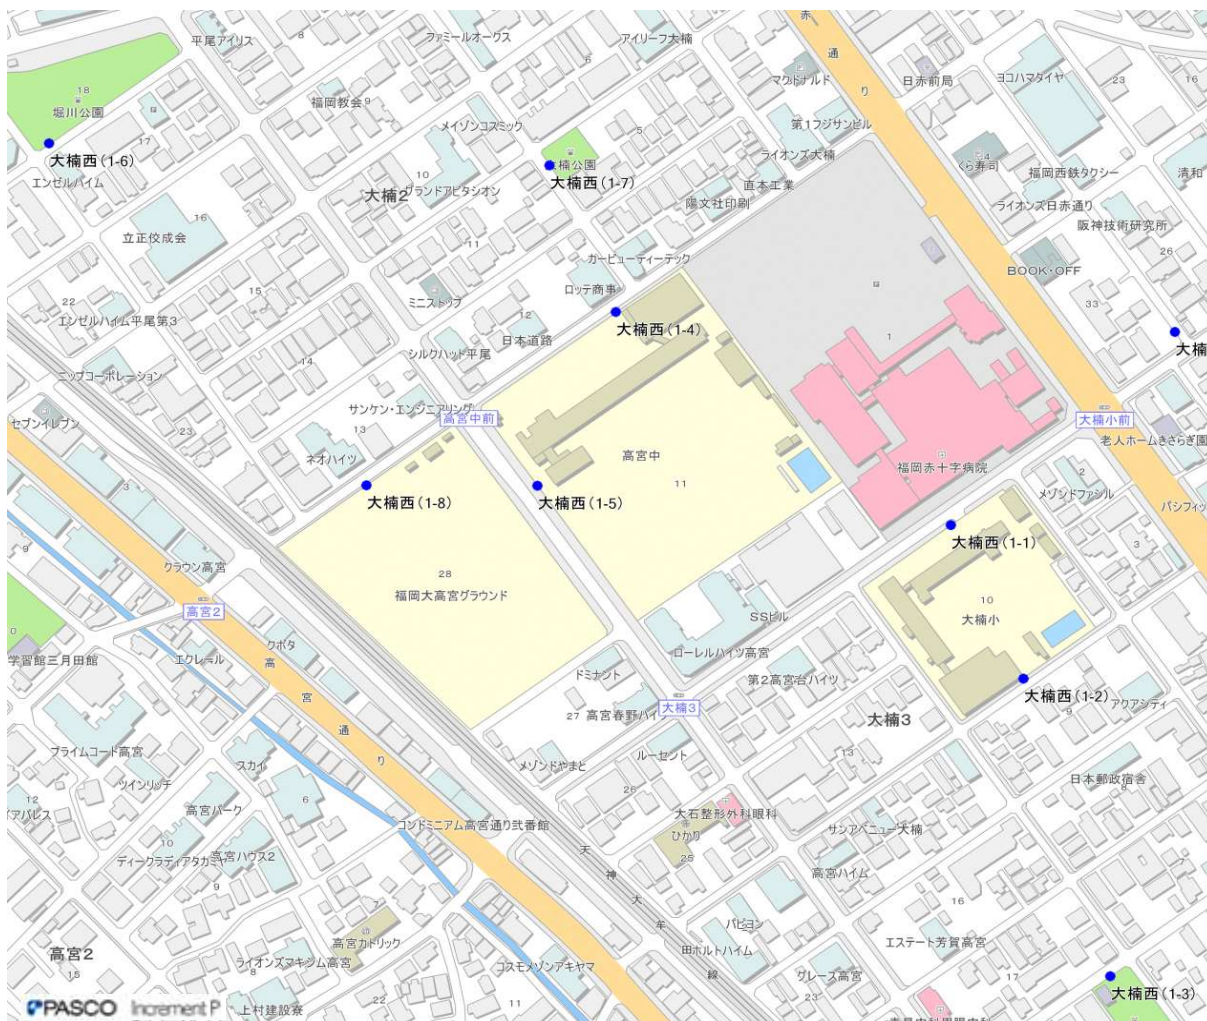 平尾アイリス
8
ファミールオークス
アイリーフ大楠
6
赤
通
り
マクドナルド
日赤前局
ヨコハマタイヤ
23
16
18
堀川公園
17
福岡教会
9
メイゾンコスミック
5
第1フジサンビル
大楠西(1-6)
エンゼルハイム
大楠2
10
グランドアピタシオン
大楠公園
大楠西(1-7)
ライオンズ大楠
直本工業
陽文社印刷
くら寿司
4
福岡西鉄タクシー
清和
ライオンズ日赤通り
阪神技術研究所
26
立正佼成会
16
11
カービューティーテック
BOOK・OFF
33
15
22
エンゼルハイム平尾第3
ミニストップ
ロッテ商事
12
日本道路
大楠西(1-4)
1
大楠
14
シルクハット平尾
ニップコーポレーション
セブンイレブン
サンケン・エンジニアリング
高宮中前
大楠小前
23
13
ネオハイツ
老人ホームきさらぎ園
高宮中
11
福岡赤十字病院
2
メゾンドファシル
3
大楠西(1-8)
大楠西(1-5)
パシフィッ
9
大楠西(1-1)
3
クラウン高宮
28
福岡大高宮グラウンド
10
大楠小
高宮2
SSビル
学習館三月田館
エクレール
クボタ
高
宮
通
り
ドミナント
ローレルハイツ高宮
第2高宮台ハイツ
大楠西(1-2)
9
アクアシティ
27
高宮春野ハイ
大楠3
大楠3
プライムコード高宮
メゾンドやまと
ルーセント
13
ツインリッチ
スカイ
日本郵政宿舎
8
12
高宮パーク
6
26
大石整形外科眼科
コンドミニアム高宮通り弐番館
ひかり
25
サンアベニュー大楠
10
ディークラディアタカミヤ
高宮ハウス2
天
神
大
牟
田
線
高宮ハイム
9
7
16
パピヨン
高宮カトリック
エステート芳賀高宮
高宮2
15
ライオンズマキシム高宮
8
ホルトハイム
コスモメゾンアキヤマ
グレース高宮
17
PASCO
Increment P
上村建設寮
22
11
23
大楠西(1-3)